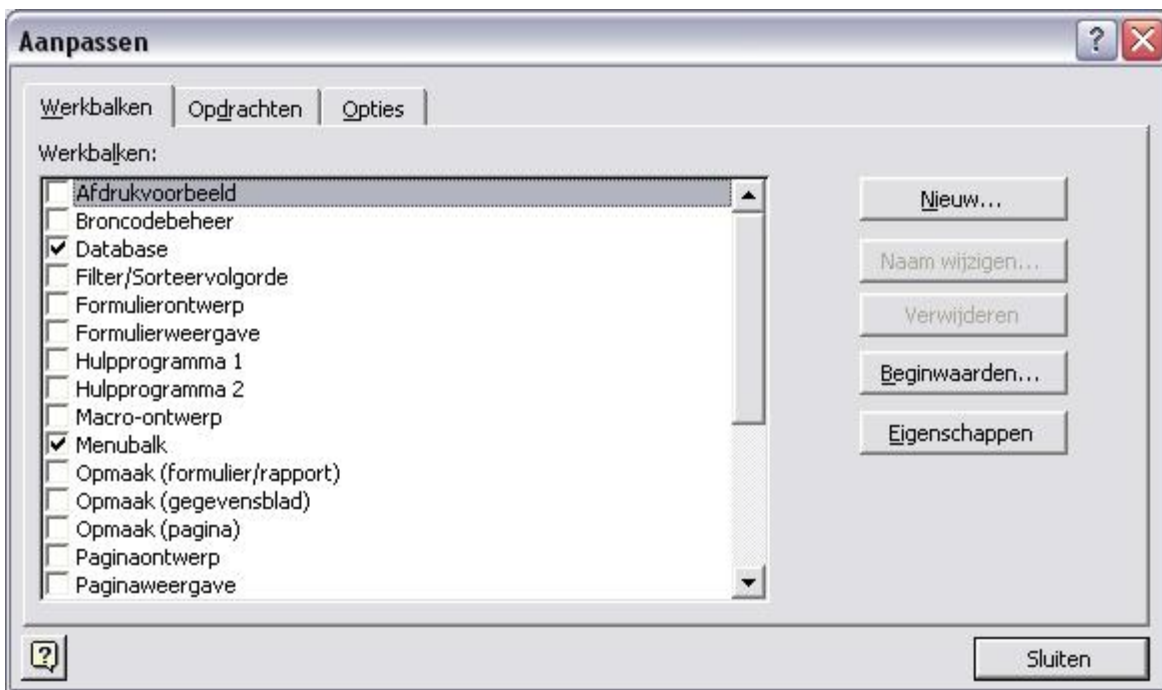 Aanpassen
Werkbalken Opdrachten Opties
Werkbalken:
Afdrukvoorbeeld
Broncodebeheer
Database
Filter/Sorteervolgorde
Formulierontwerp
Formulierweergave
Hulpprogramma 1
Hulpprogramma 2
Macro-ontwerp
Menubalk
Opmaak (formulier/rapport)
Opmaak (gegevensblad)
Opmaak (pagina)
Paginaontwerp
Paginaweergave
Nieuw...
Naam wijzigen...
Verwijderen
Beginwaarden...
Eigenschappen
Sluiten